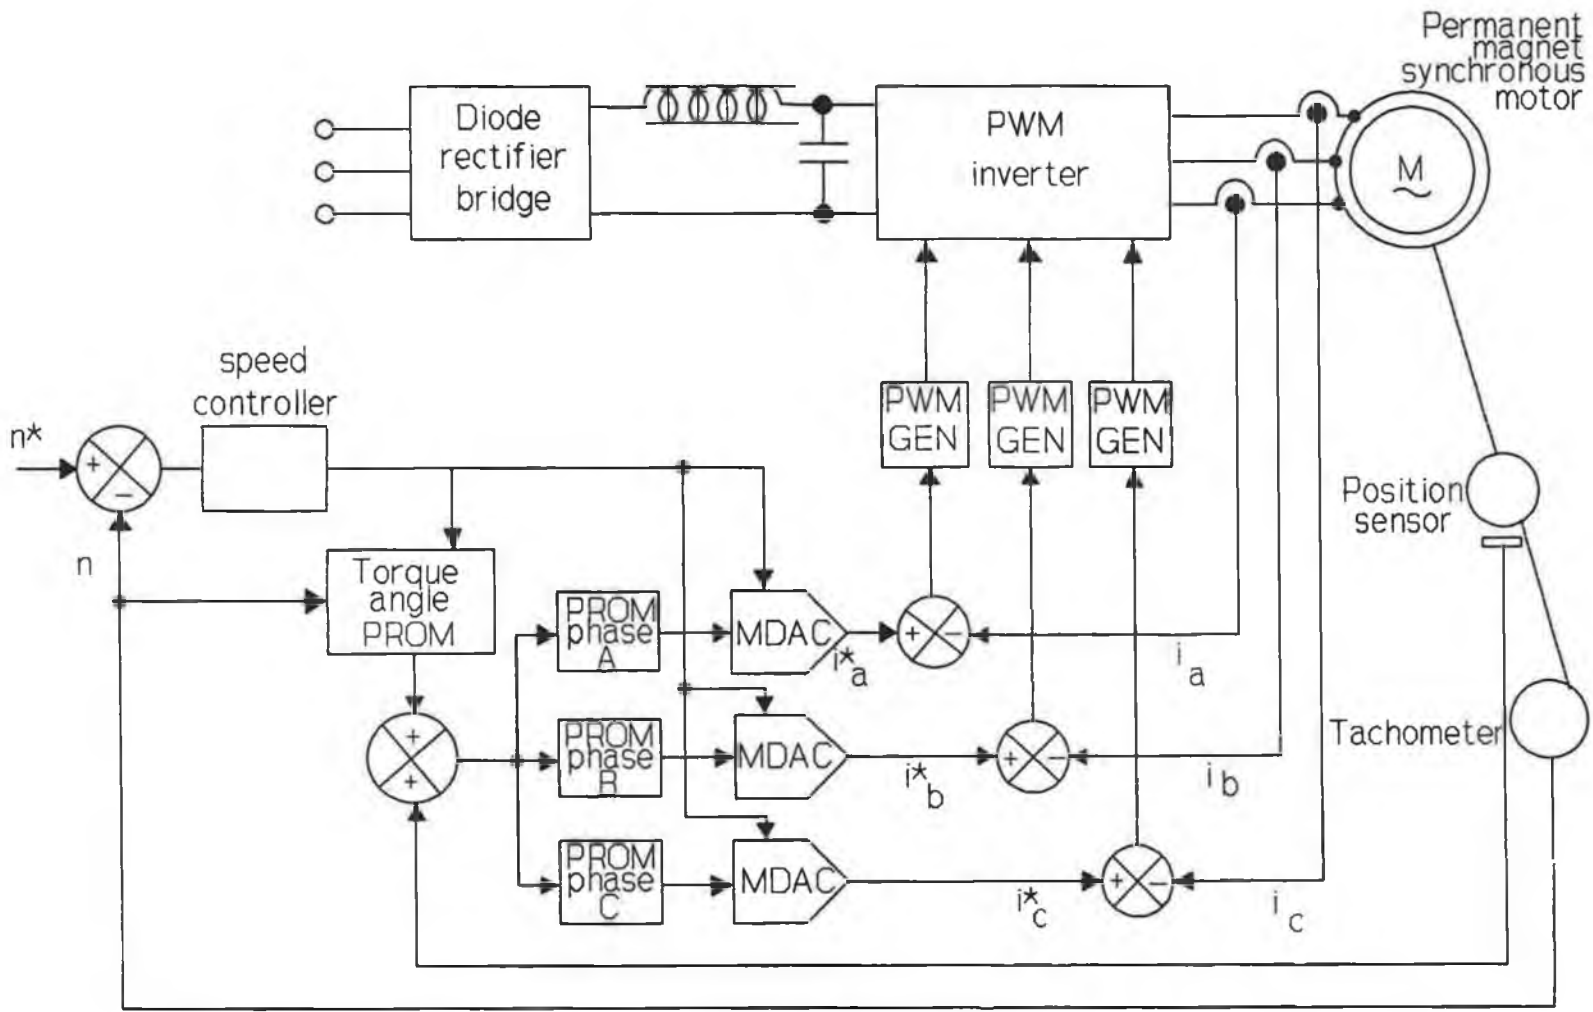 Permanent
magnet
synchronous
motor
Diode
rectifier
bridge
PWM
inverter
M
speed
controller
n*
+
−
n
PWM
GEN
PWM
GEN
PWM
GEN
Position
sensor
Torque
angle
PROM
PROM
phase
A
MDAC
i*a
+
−
ia
+
+
PROM
phase
B
MDAC
i*b
+
−
ib
Tachometer
PROM
phase
C
MDAC
i*c
+
−
ic